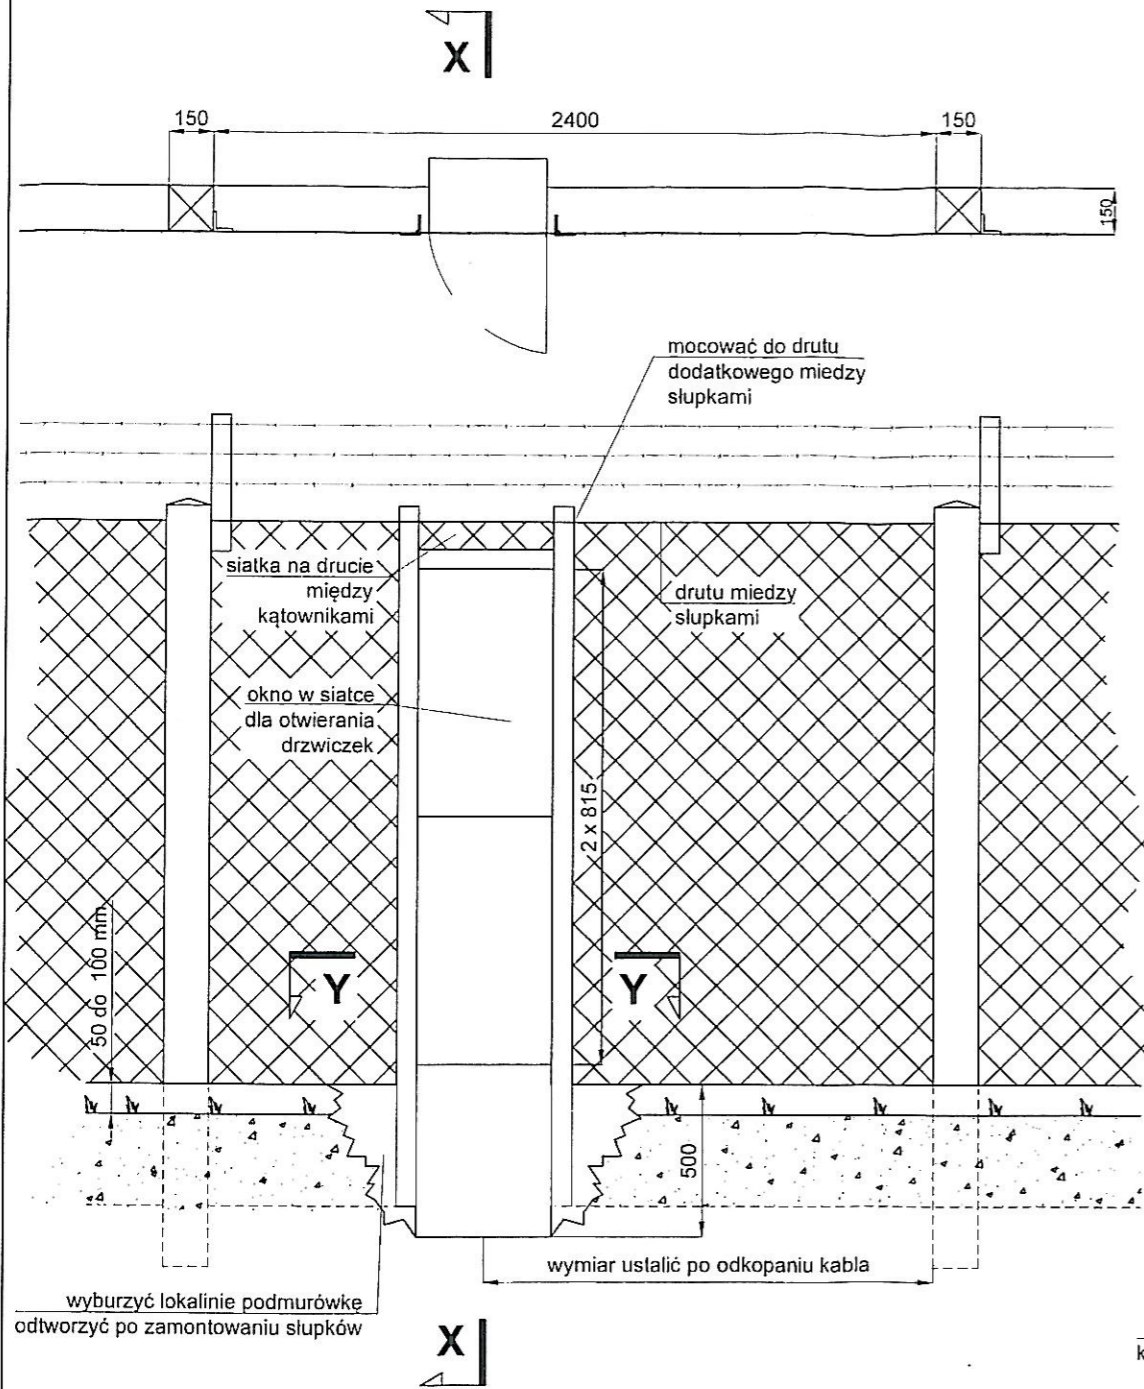 X
150
2400
150
150
mocować do drutu
dodatkowego miedzy
słupkami
siatka na drucie
między
kątownikami
drutu miedzy
słupkami
okno w siatce
dla otwierania
drzwiczek
2 x 815
50 do 100 mm
Y
Y
500
wymiar ustalić po odkopaniu kabla
wyburzyć lokalinie podmurówkę
odtworzyć po zamontowaniu słupków
X
k